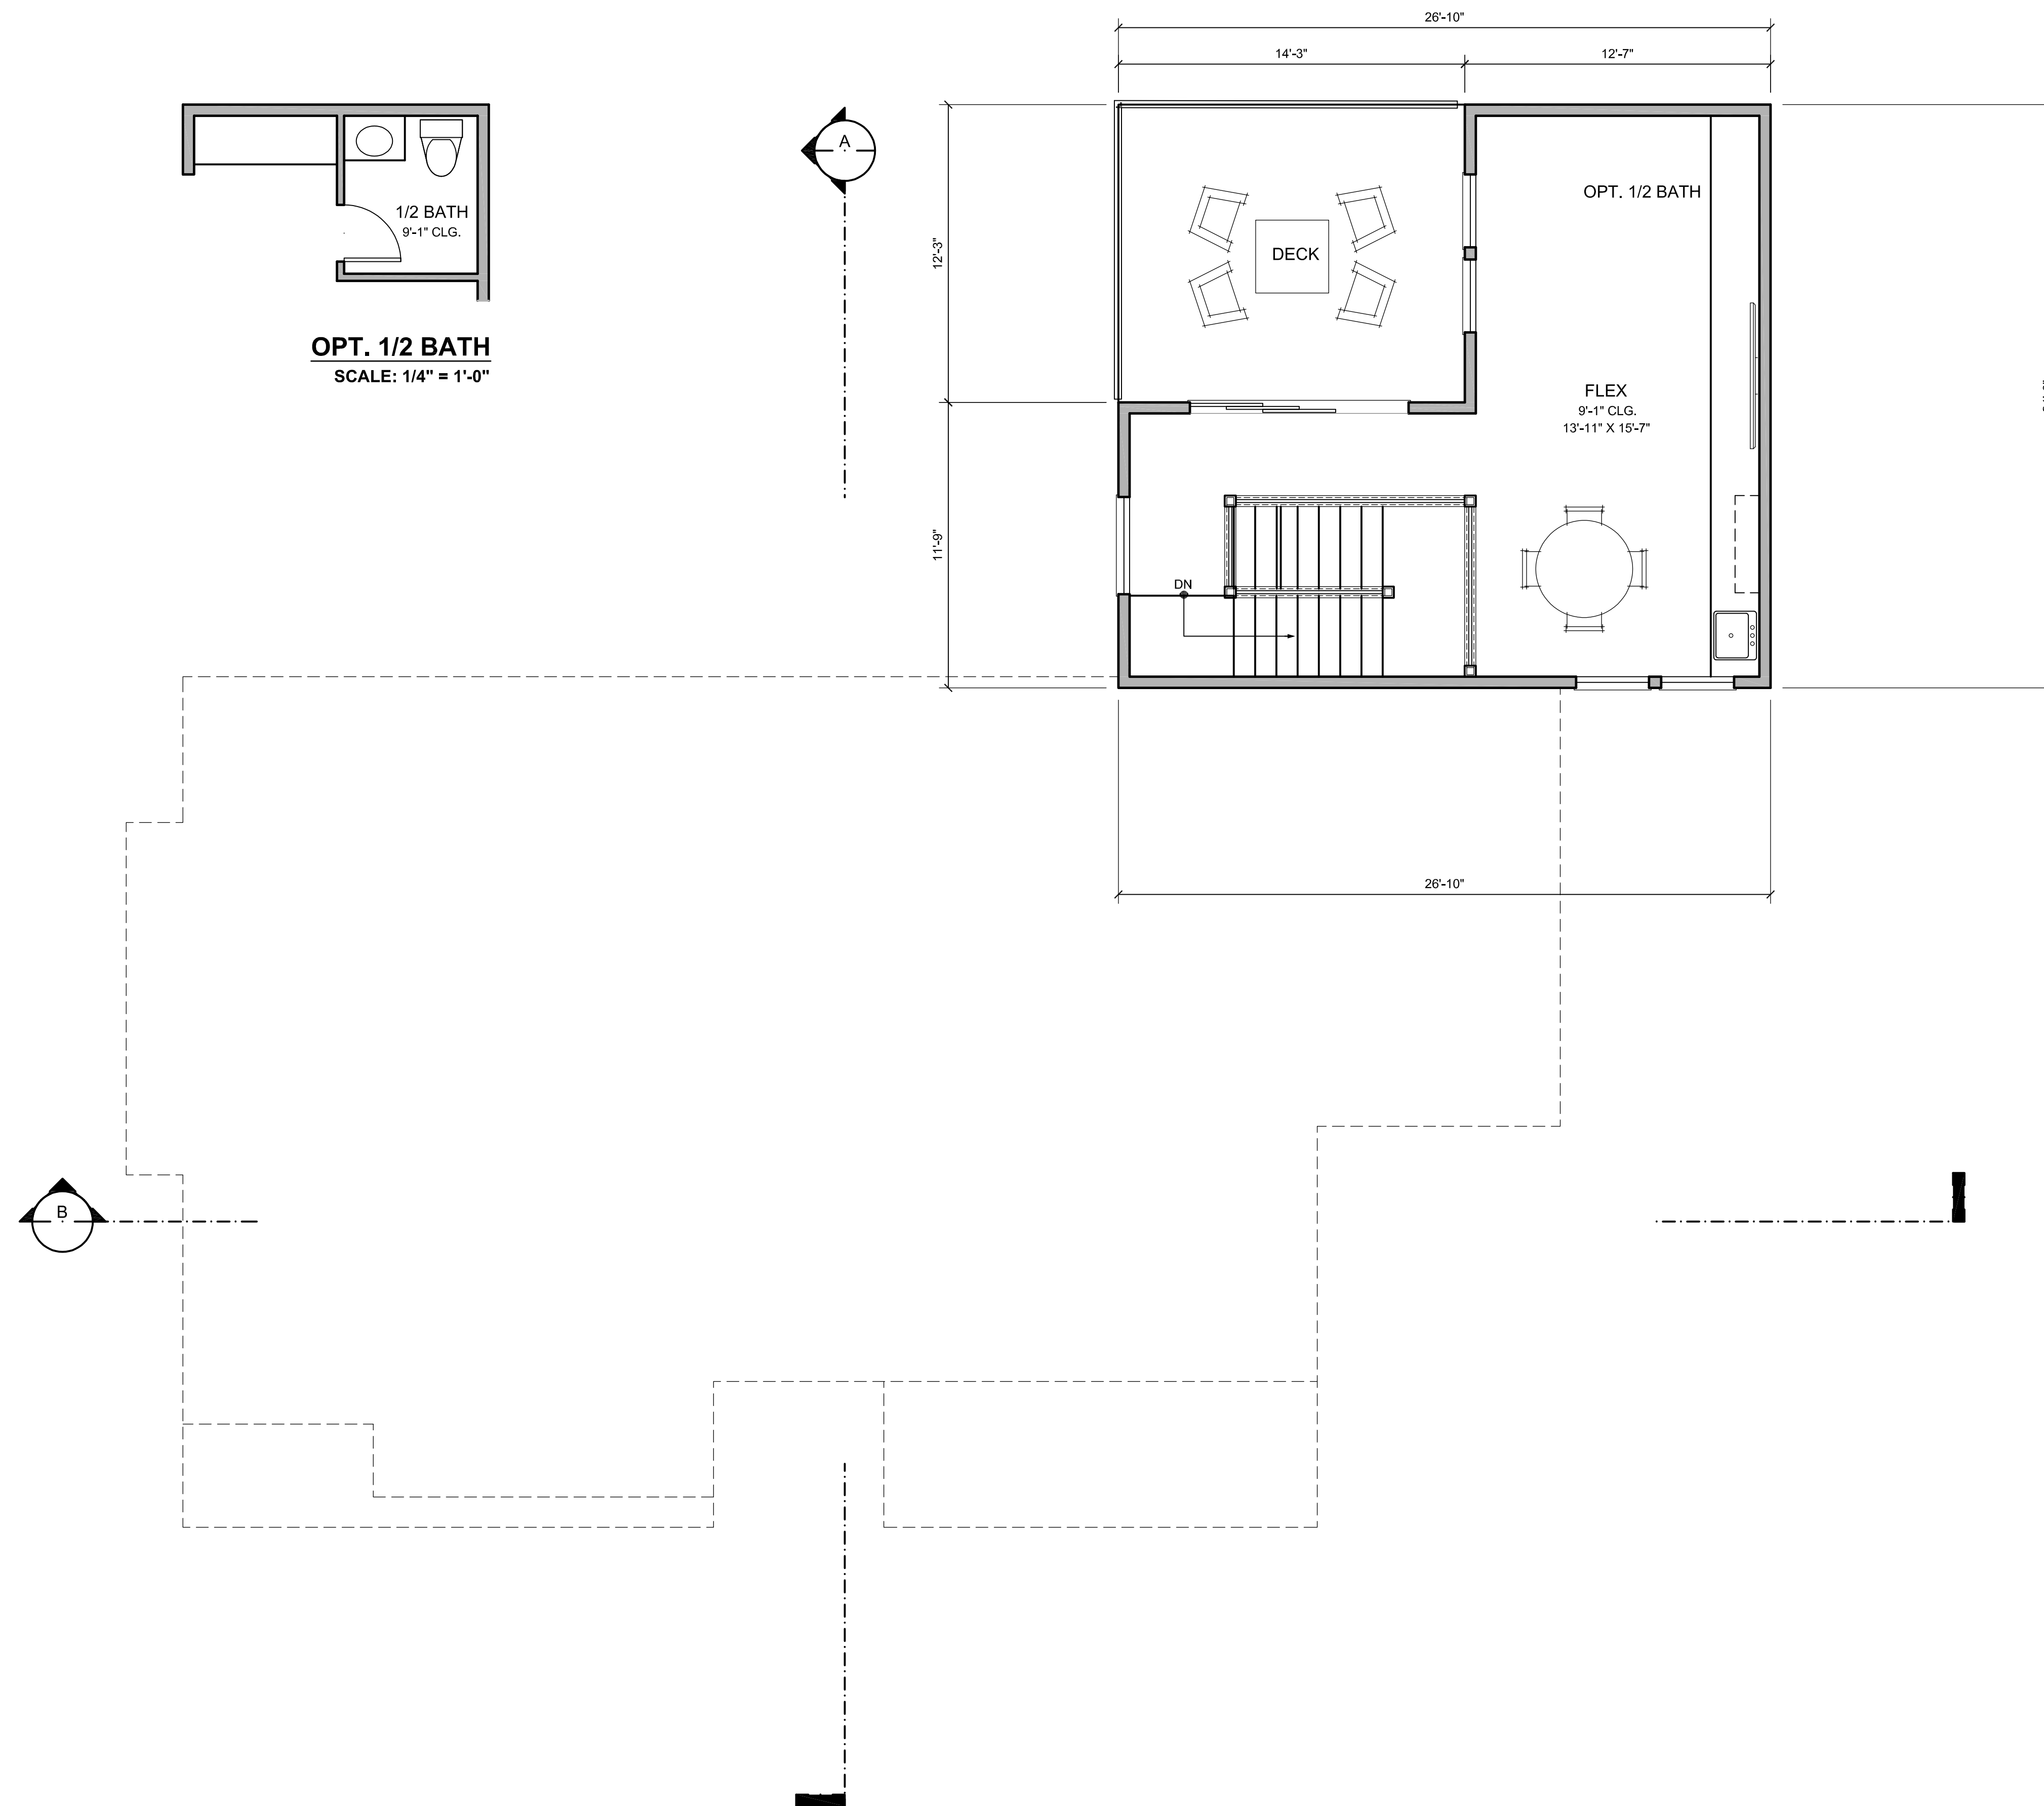 26'-10"
14'-3"
12'-7"
A
OPT. 1/2 BATH
1/2 BATH
9'-1" CLG.
12'-3"
DECK
OPT. 1/2 BATH
SCALE: 1/4" = 1'-0"
FLEX
9'-1" CLG.
13'-11" X 15'-7"
11'-9"
DN
26'-10"
B